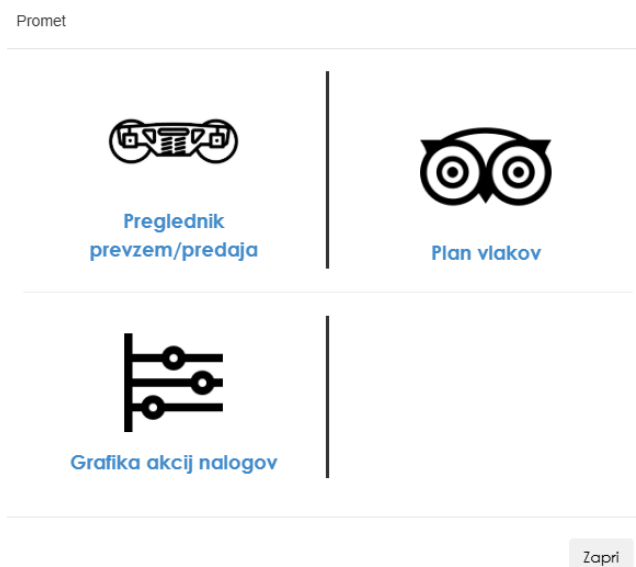 Promet
Preglednik
prevzem/predaja
Plan vlakov
Grafika akcij nalogov
Zapri